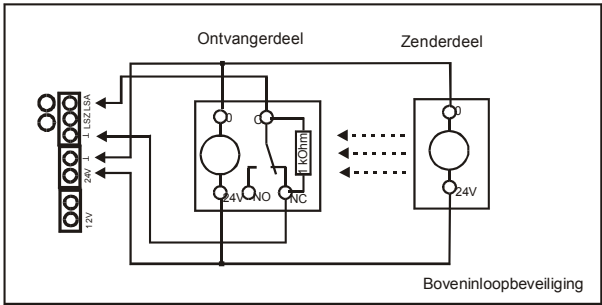 Ontvangerdeel
Zenderdeel
LSZ LSA
⊥
⊥
24V
12V
0
C
1 kOhm
24V
NO
NC
0
24V
Boveninloopbeveiliging